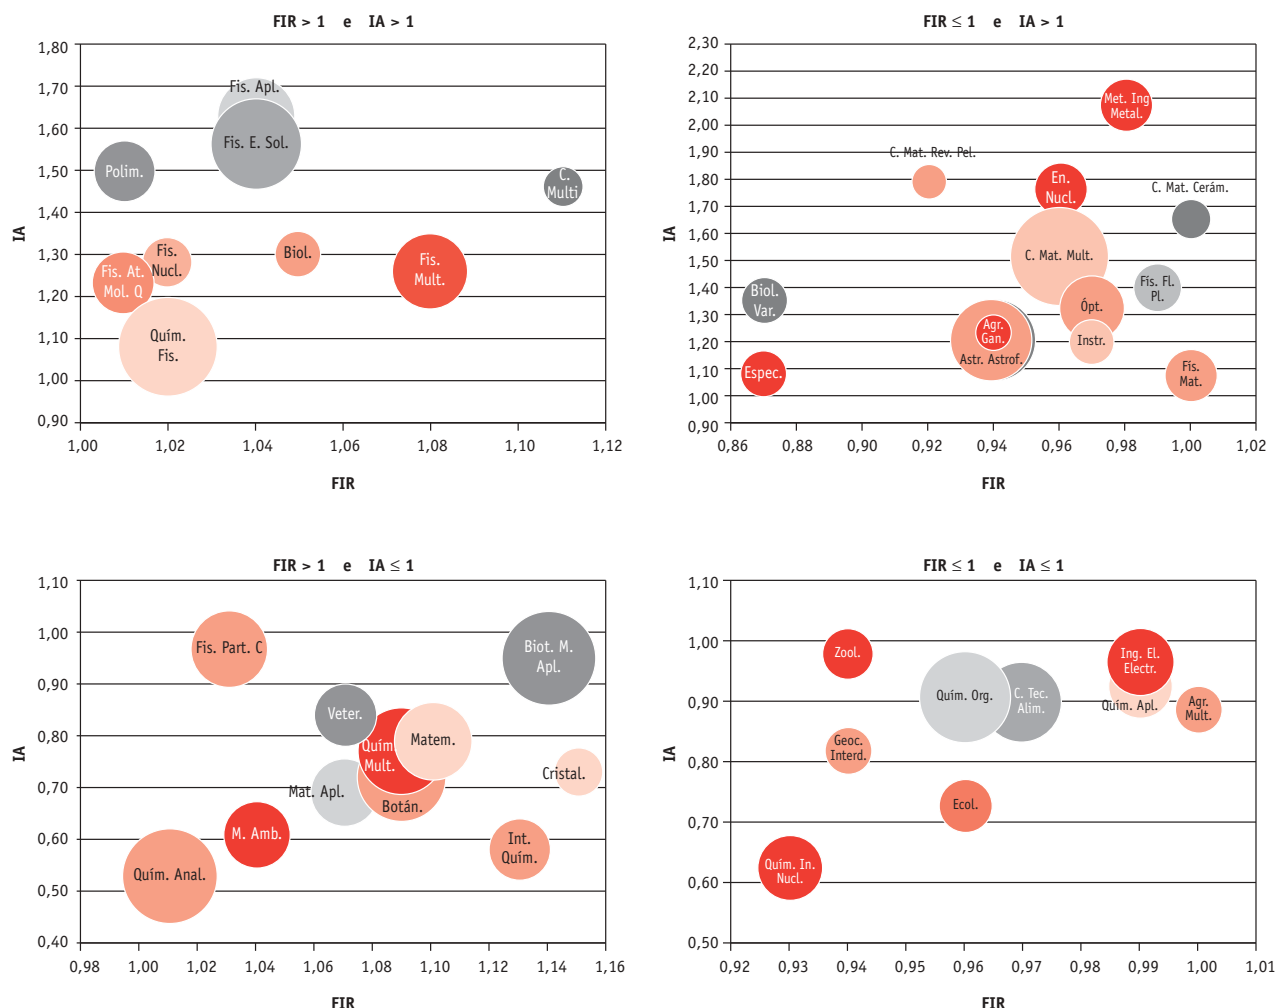 FIR > 1 e IA > 1
1,80
1,70
1,60
1,50
1,40
1,30
1,20
1,10
1,00
0,90
IA
Fis. Apl.
Fis. E. Sol.
Polim.
C.
Multi
Fis.
Nucl.
Biol.
Fis. At.
Mol. Q
Fis.
Mult.
Quím.
Fis.
1,00
1,02
1,04
1,06
1,08
1,10
1,12
FIR
FIR ≤ 1 e IA > 1
2,30
2,20
2,10
2,00
1,90
1,80
1,70
1,60
1,50
1,40
1,30
1,20
1,10
1,00
0,90
IA
Met. Ing
Metal.
C. Mat. Rev. Pel.
En.
Nucl.
C. Mat. Cerám.
C. Mat. Mult.
Fís. Fl.
Pl.
Biol.
Var.
Ópt.
Agr.
Gan.
Astr. Astrof.
Instr.
Espec.
Fís.
Mat.
0,86
0,88
0,90
0,92
0,94
0,96
0,98
1,00
1,02
FIR
FIR > 1 e IA ≤ 1
1,10
1,00
0,90
0,80
0,70
0,60
0,50
0,40
IA
Fis. Part. C
Biot. M.
Apl.
Veter.
Quím.
Mult.
Matem.
Cristal.
Mat. Apl.
Botán.
M. Amb.
Int.
Quím.
Quím. Anal.
0,98
1,00
1,02
1,04
1,06
1,08
1,10
1,12
1,14
1,16
FIR
FIR ≤ 1 e IA ≤ 1
1,10
1,00
0,90
0,80
0,70
0,60
0,50
IA
Zool.
Ing. El.
Electr.
Quím. Org.
C. Tec.
Alim.
Quím. Apl.
Agr.
Mult.
Geoc.
Interd.
Ecol.
Quím. In.
Nucl.
0,92
0,93
0,94
0,95
0,96
0,97
0,98
0,99
1,00
1,01
FIR